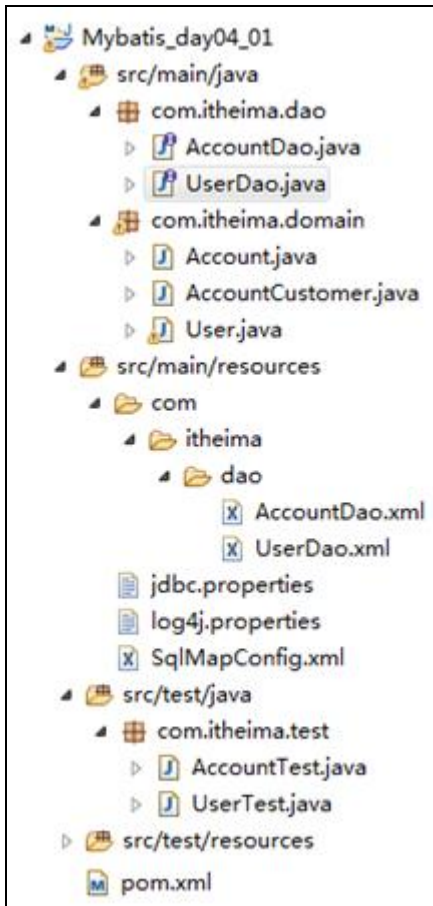 Mybatis_day04_01
src/main/java
com.itheima.dao
AccountDao.java
UserDao.java
com.itheima.domain
Account.java
AccountCustomer.java
User.java
src/main/resources
com
itheima
dao
AccountDao.xml
UserDao.xml
jdbc.properties
log4j.properties
SqlMapConfig.xml
src/test/java
com.itheima.test
AccountTest.java
UserTest.java
src/test/resources
pom.xml